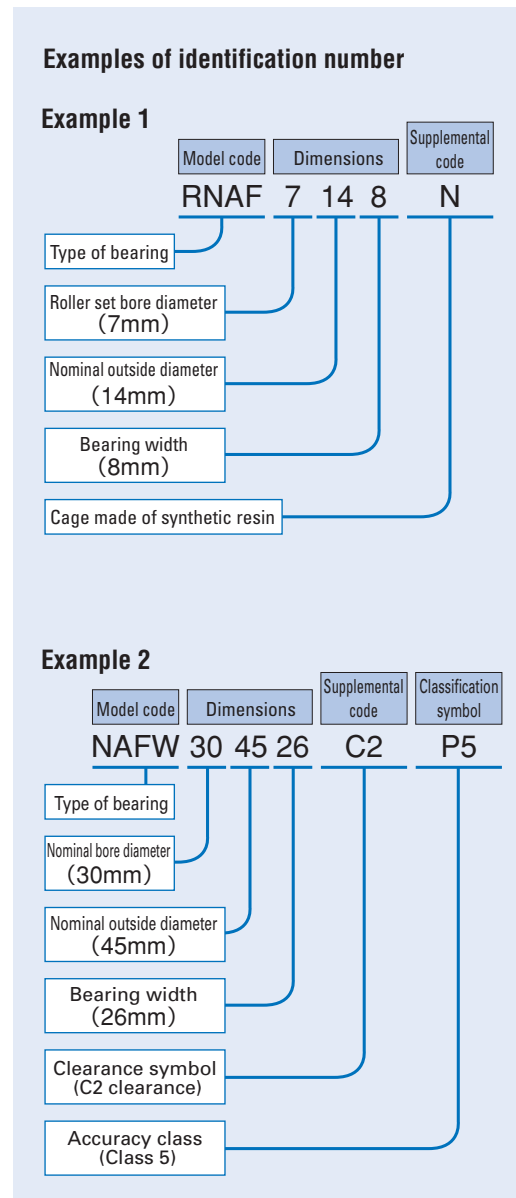 Examples of identification number
Example 1
Model code Dimensions Supplemental code
RNAF 7 14 8 N
Type of bearing
Roller set bore diameter
（7mm）
Nominal outside diameter
（14mm）
Bearing width
（8mm）
Cage made of synthetic resin
Example 2
Model code Dimensions Supplemental code Classification symbol
NAFW 30 45 26 C2 P5
Type of bearing
Nominal bore diameter
（30mm）
Nominal outside diameter
（45mm）
Bearing width
（26mm）
Clearance symbol
(C2 clearance)
Accuracy class
(Class 5)